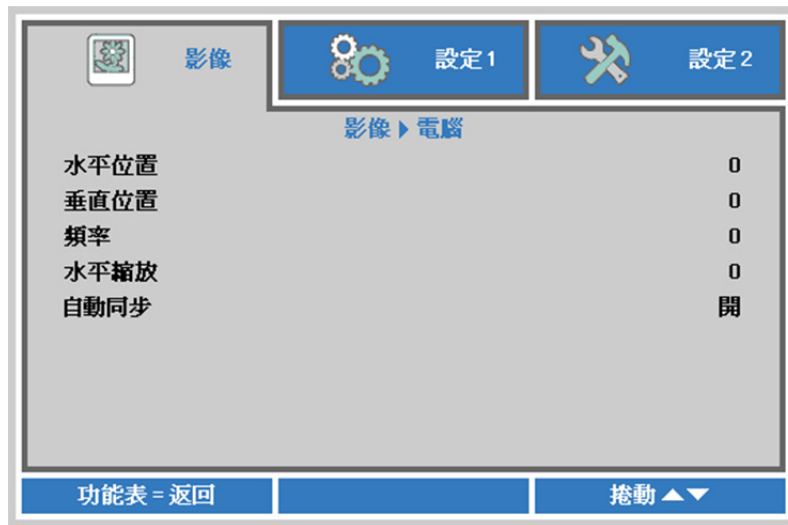 影像 設定1 設定2
影像▶電腦
水平位置 0
垂直位置 0
頻率 0
水平縮放 0
自動同步 開
功能表=返回 捲動▲▼